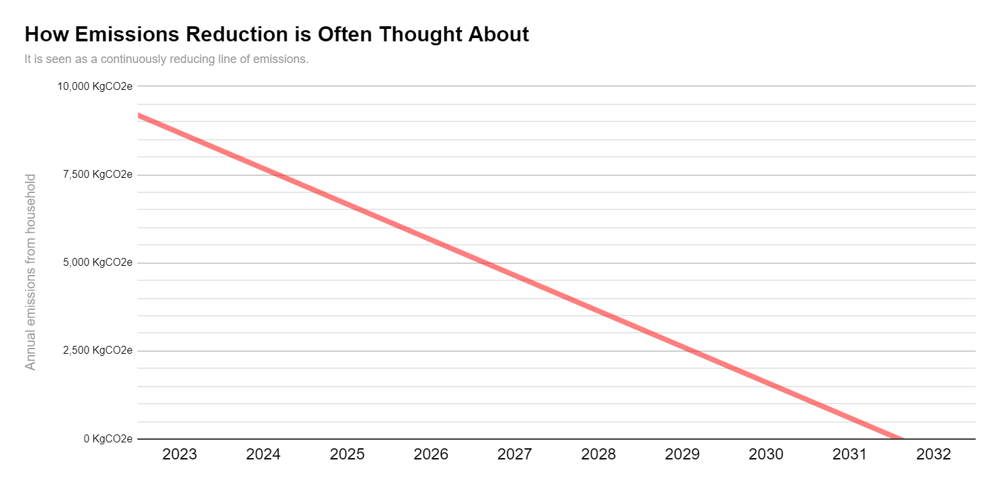 How Emissions Reduction is Often Thought About
It is seen as a continuously reducing line of emissions.
Annual emissions from household
10,000 KgCO2e
7,500 KgCO2e
5,000 KgCO2e
2,500 KgCO2e
0 KgCO2e
2023 2024 2025 2026 2027 2028 2029 2030 2031 2032